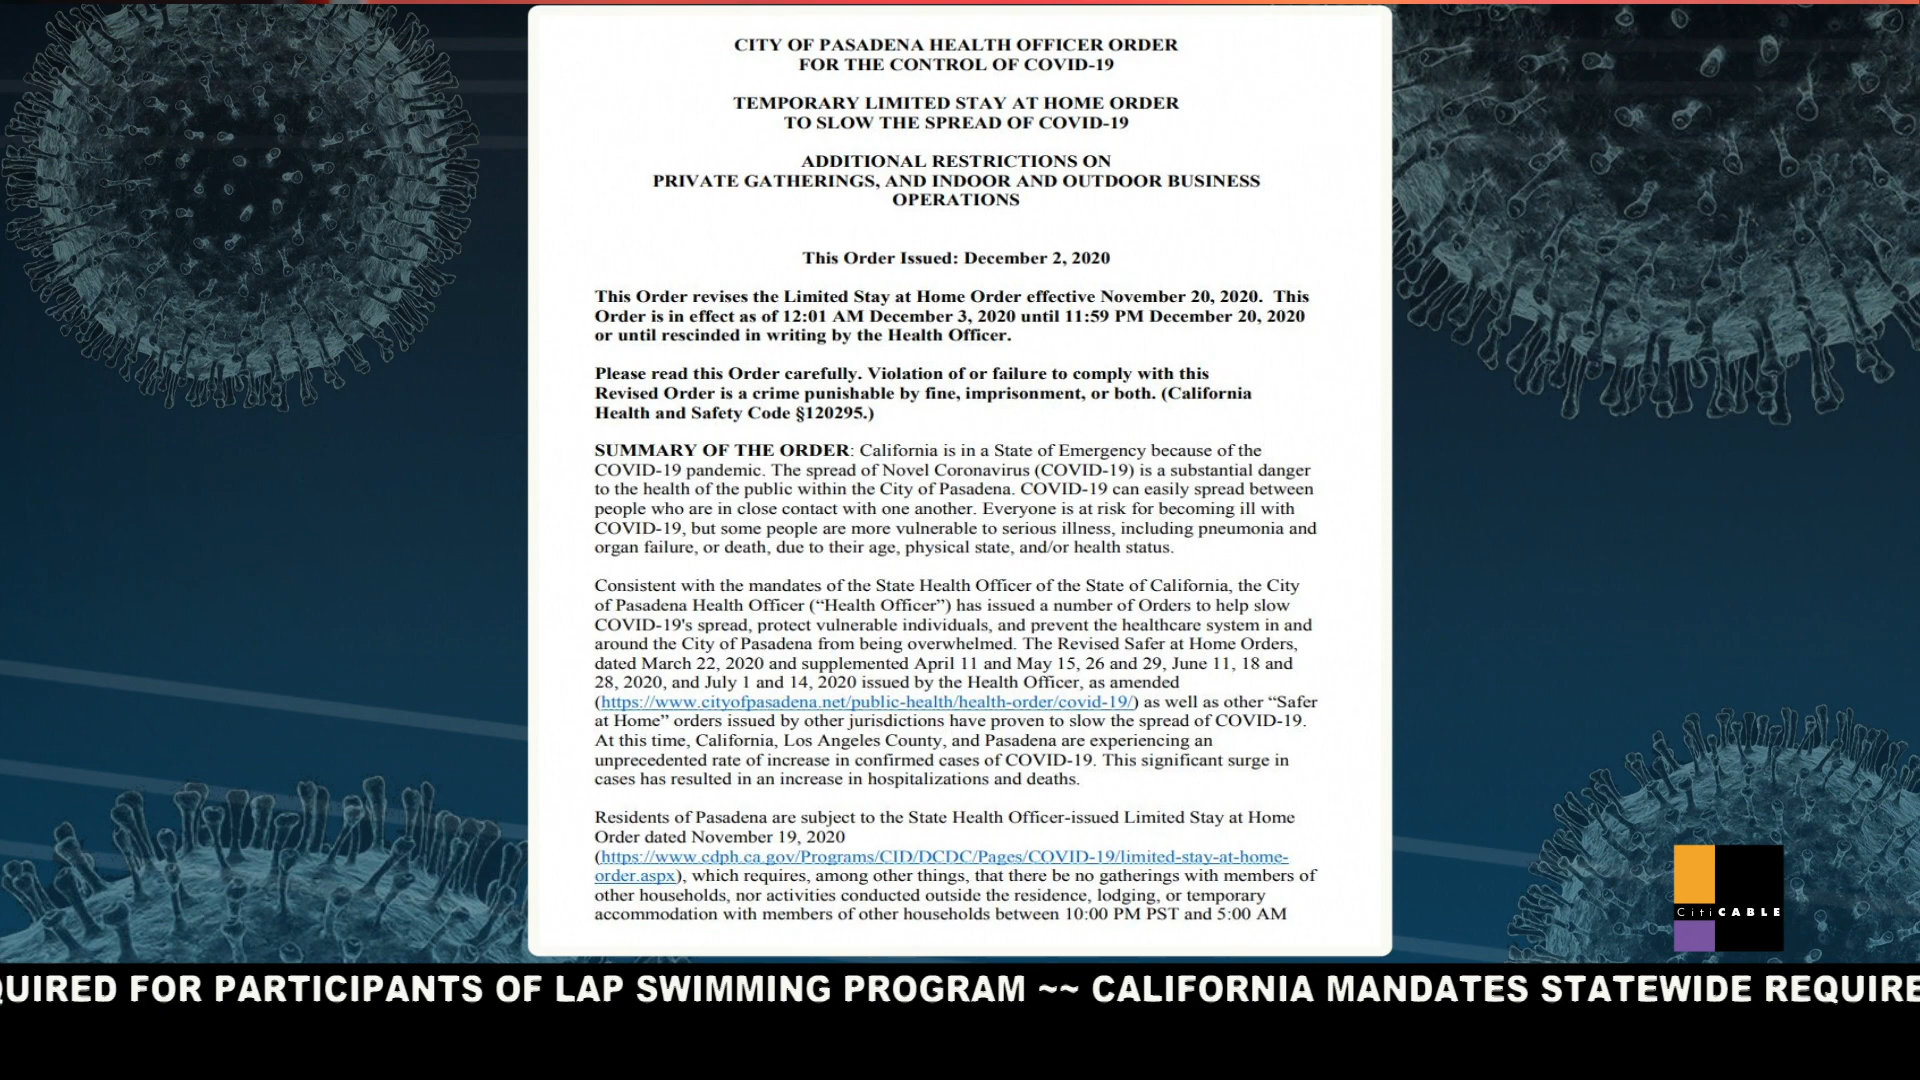 CITY OF PASADENA HEALTH OFFICER ORDER
FOR THE CONTROL OF COVID-19
TEMPORARY LIMITED STAY AT HOME ORDER
TO SLOW THE SPREAD OF COVID-19
ADDITIONAL RESTRICTIONS ON
PRIVATE GATHERINGS, AND INDOOR AND OUTDOOR BUSINESS
OPERATIONS
This Order Issued: December 2, 2020
This Order revises the Limited Stay at Home Order effective November 20, 2020.  This
Order is in effect as of 12:01 AM December 3, 2020 until 11:59 PM December 20, 2020
or until rescinded in writing by the Health Officer.
Please read this Order carefully. Violation of or failure to comply with this
Revised Order is a crime punishable by fine, imprisonment, or both. (California
Health and Safety Code §120295.)
SUMMARY OF THE ORDER: California is in a State of Emergency because of the
COVID-19 pandemic. The spread of Novel Coronavirus (COVID-19) is a substantial danger
to the health of the public within the City of Pasadena. COVID-19 can easily spread between
people who are in close contact with one another. Everyone is at risk for becoming ill with
COVID-19, but some people are more vulnerable to serious illness, including pneumonia and
organ failure, or death, due to their age, physical state, and/or health status.
Consistent with the mandates of the State Health Officer of the State of California, the City
of Pasadena Health Officer (“Health Officer”) has issued a number of Orders to help slow
COVID-19's spread, protect vulnerable individuals, and prevent the healthcare system in and
around the City of Pasadena from being overwhelmed. The Revised Safer at Home Orders,
dated March 22, 2020 and supplemented April 11 and May 15, 26 and 29, June 11, 18 and
28, 2020, and July 1 and 14, 2020 issued by the Health Officer, as amended
(https://www.cityofpasadena.net/public-health/health-order/covid-19/) as well as other “Safer
at Home” orders issued by other jurisdictions have proven to slow the spread of COVID-19.
At this time, California, Los Angeles County, and Pasadena are experiencing an
unprecedented rate of increase in confirmed cases of COVID-19. This significant surge in
cases has resulted in an increase in hospitalizations and deaths.
Residents of Pasadena are subject to the State Health Officer-issued Limited Stay at Home
Order dated November 19, 2020
(https://www.cdph.ca.gov/Programs/CID/DCDC/Pages/COVID-19/limited-stay-at-home-
order.aspx), which requires, among other things, that there be no gatherings with members of
other households, nor activities conducted outside the residence, lodging, or temporary
accommodation with members of other households between 10:00 PM PST and 5:00 AM
CitiCABLE
QUIRED FOR PARTICIPANTS OF LAP SWIMMING PROGRAM ~~ CALIFORNIA MANDATES STATEWIDE REQUIRE